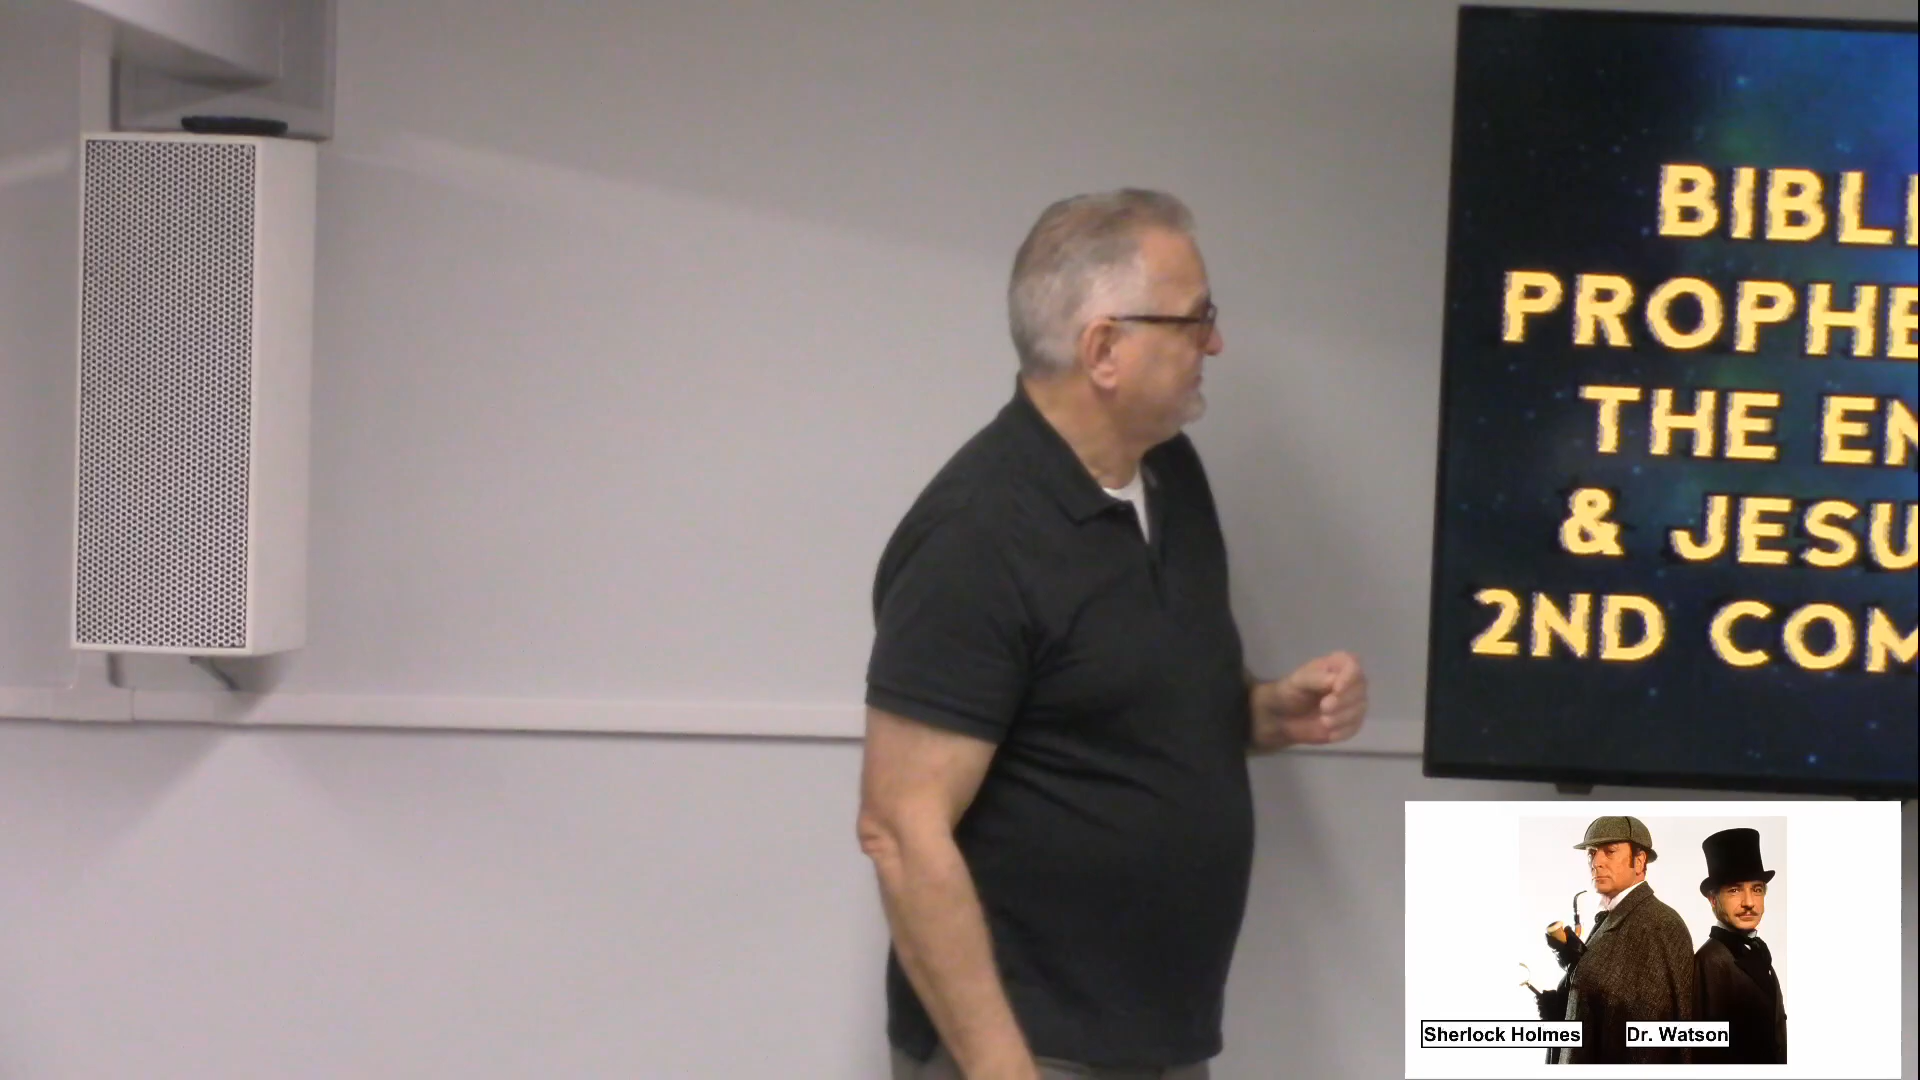 BIBL
PROPHE
THE EN
& JESU
2ND COM
Sherlock Holmes
Dr. Watson